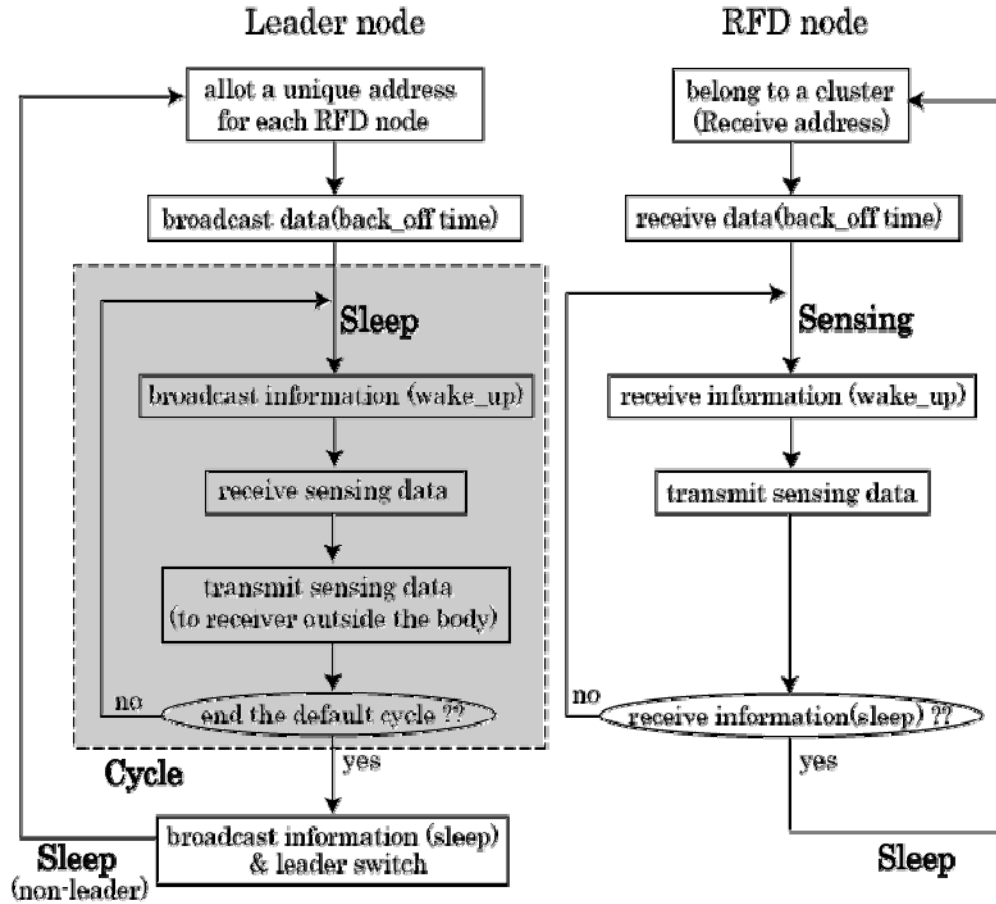 Leader node
allot a unique address
for each RFD node
broadcast data(back_off time)
Sleep
broadcast information (wake_up)
receive sensing data
transmit sensing data
(to receiver outside the body)
no
end the default cycle ??
Cycle
yes
broadcast information (sleep)
& leader switch
Sleep
(non-leader)
RFD node
belong to a cluster
(Receive address)
receive data(back_off time)
Sensing
receive information (wake_up)
transmit sensing data
no
receive information(sleep) ??
yes
Sleep